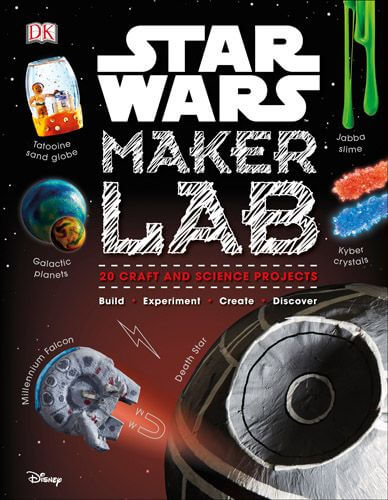 DK
STAR
WARS
MAKER
LAB
20 CRAFT AND SCIENCE PROJECTS
Build • Experiment • Create • Discover
Tatooine
sand globe
Jabba
slime
Galactic
planets
Kyber
crystals
Millennium Falcon
Death Star
Disney